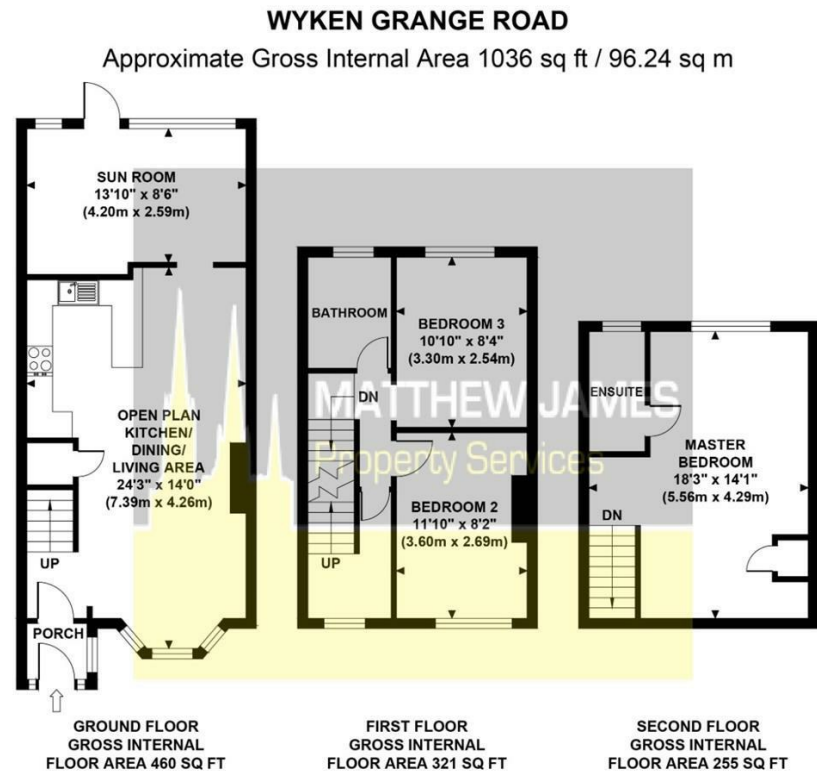 WYKEN GRANGE ROAD
Approximate Gross Internal Area 1036 sq ft / 96.24 sq m
SUN ROOM
13'10" x 8'6"
(4.20m x 2.59m)
OPEN PLAN
KITCHEN/
DINING/
LIVING AREA
24'3" x 14'0"
(7.39m x 4.26m)
UP
PORCH
GROUND FLOOR
GROSS INTERNAL
FLOOR AREA 460 SQ FT
BATHROOM
BEDROOM 3
10'10" x 8'4"
(3.30m x 2.54m)
DN
MATTHEW JAMES
Property Services
BEDROOM 2
11'10" x 8'2"
(3.60m x 2.69m)
UP
FIRST FLOOR
GROSS INTERNAL
FLOOR AREA 321 SQ FT
ENSUITE
MASTER
BEDROOM
18'3" x 14'1"
(5.56m x 4.29m)
DN
SECOND FLOOR
GROSS INTERNAL
FLOOR AREA 255 SQ FT